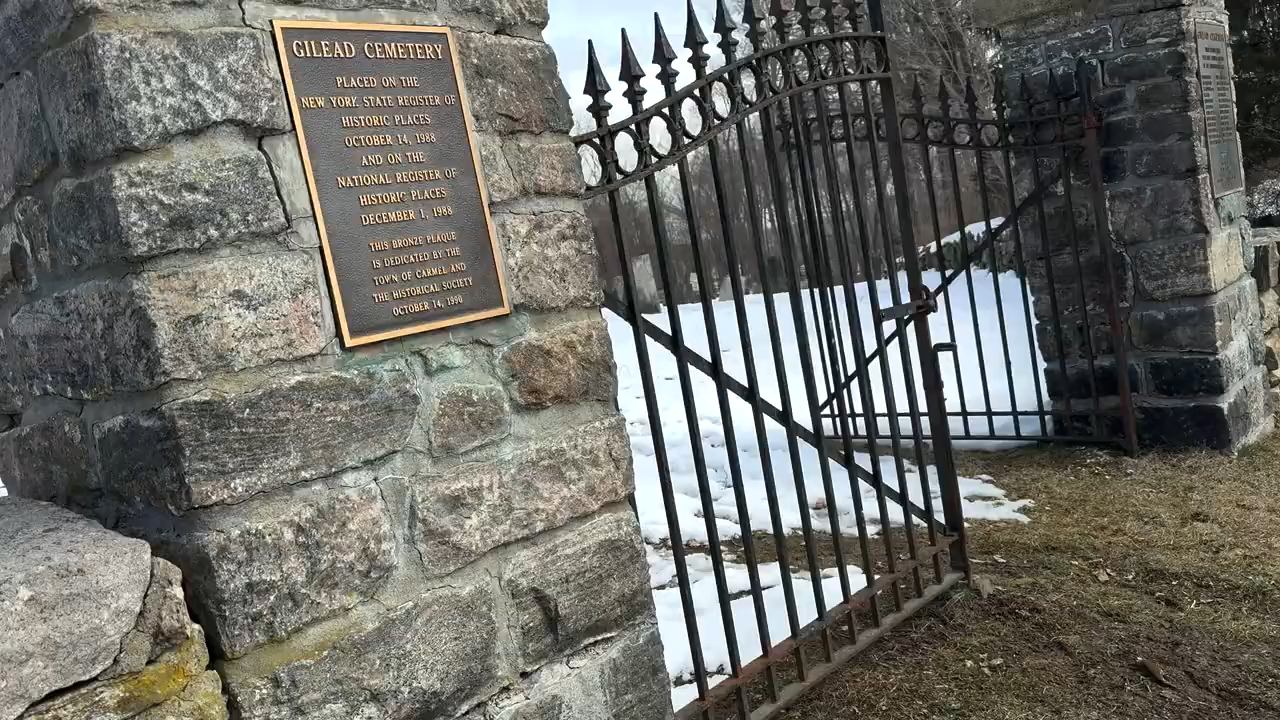 GILEAD CEMETERY
PLACED ON THE
NEW YORK STATE REGISTER OF
HISTORIC PLACES
OCTOBER 14, 1988
AND ON THE
NATIONAL REGISTER OF
HISTORIC PLACES
DECEMBER 1, 1988
THIS BRONZE PLAQUE
IS DEDICATED BY THE
TOWN OF CARMEL AND
THE HISTORICAL SOCIETY
OCTOBER 14, 1990